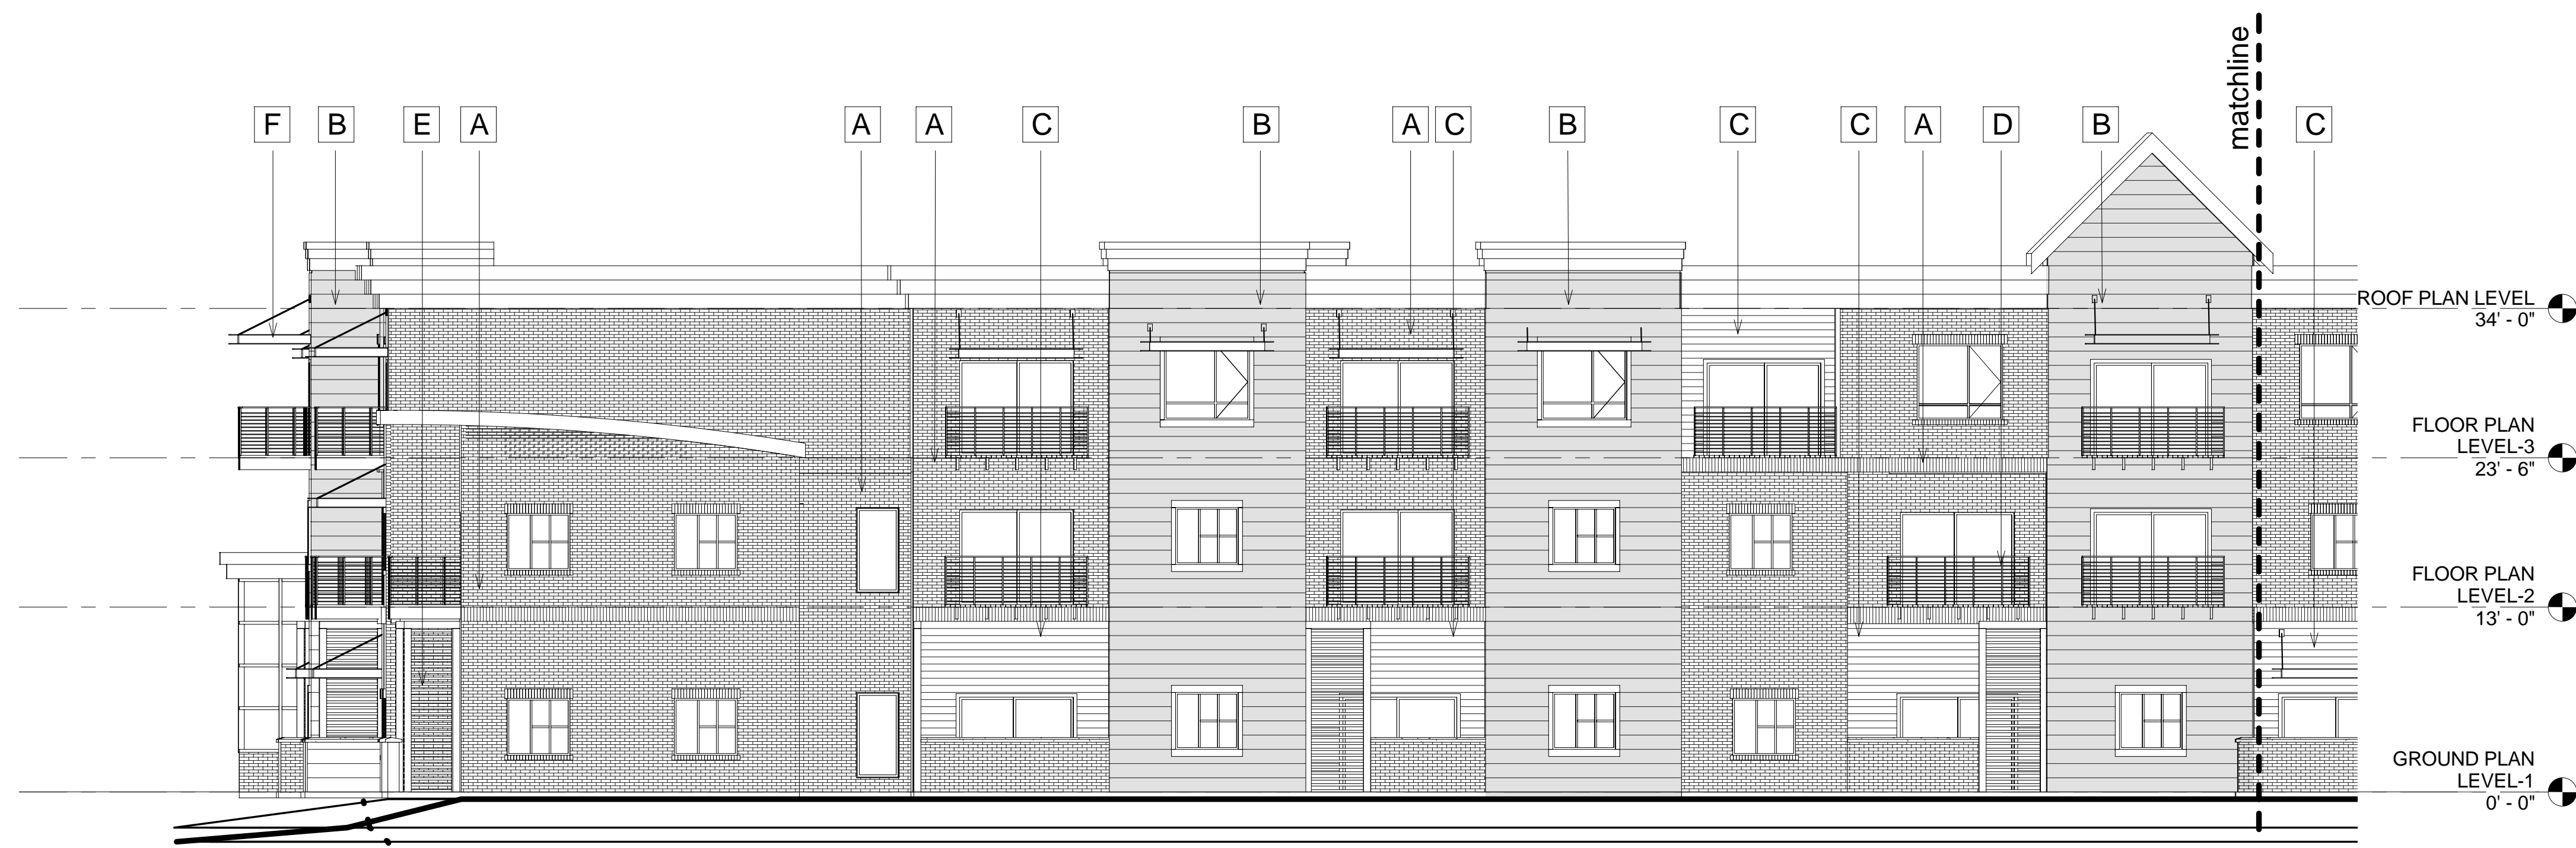 matchline
F B E A A A C B A C B C C A D B C
ROOF PLAN LEVEL
34' - 0"
FLOOR PLAN
LEVEL-3
23' - 6"
FLOOR PLAN
LEVEL-2
13' - 0"
GROUND PLAN
LEVEL-1
0' - 0"